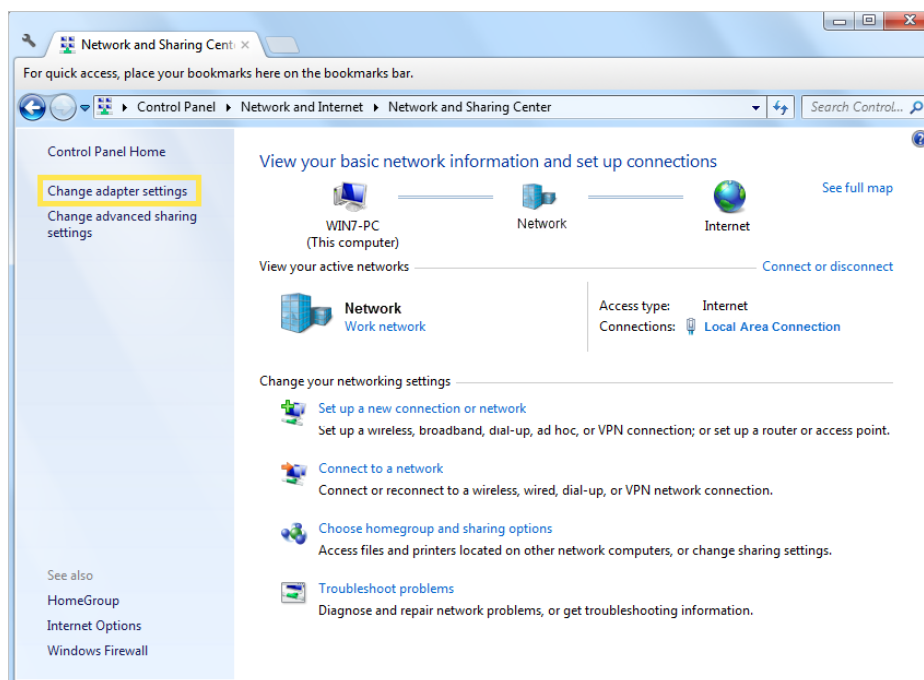 Network and Sharing Cent
For quick access, place your bookmarks here on the bookmarks bar.
Control Panel Network and Internet Network and Sharing Center
Search Control...
Control Panel Home
Change adapter settings
Change advanced sharing
settings
View your basic network information and set up connections
See full map
WIN7-PC
(This computer)
Network
Internet
View your active networks
Connect or disconnect
Network
Work network
Access type: Internet
Connections: Local Area Connection
Change your networking settings
Set up a new connection or network
Set up a wireless, broadband, dial-up, ad hoc, or VPN connection; or set up a router or access point.
Connect to a network
Connect or reconnect to a wireless, wired, dial-up, or VPN network connection.
Choose homegroup and sharing options
Access files and printers located on other network computers, or change sharing settings.
Troubleshoot problems
Diagnose and repair network problems, or get troubleshooting information.
See also
HomeGroup
Internet Options
Windows Firewall